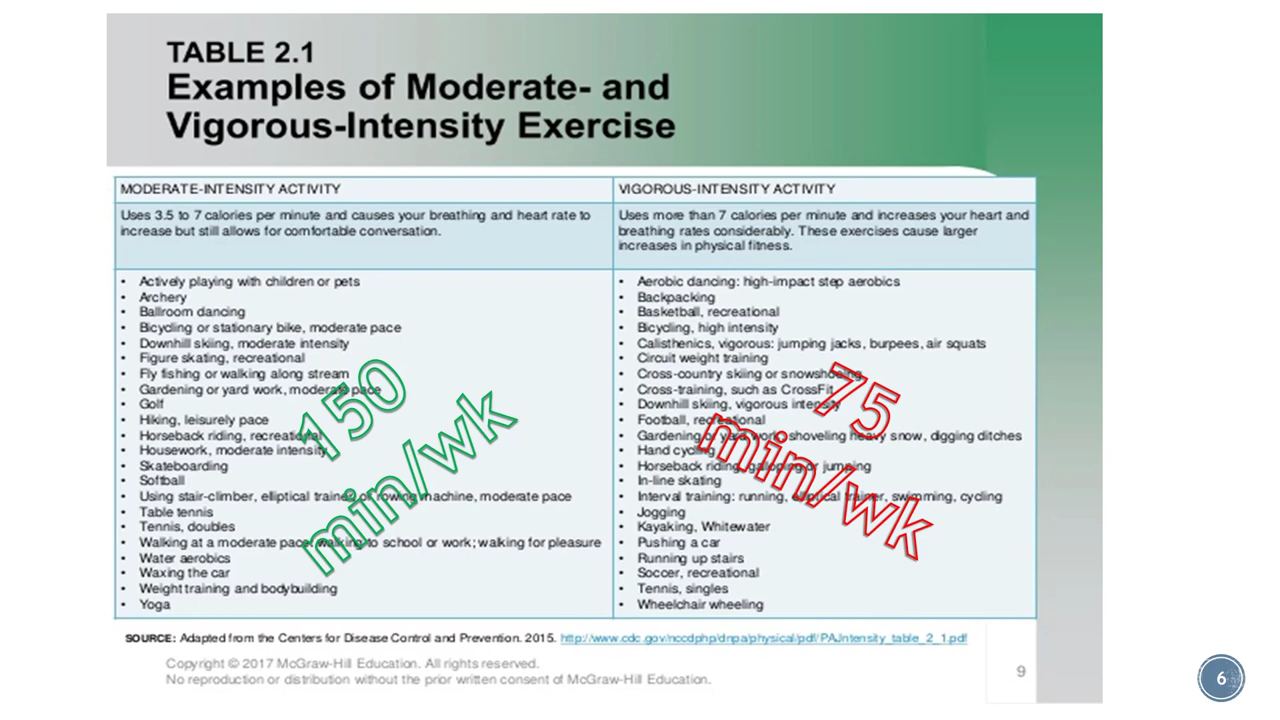 TABLE 2.1
Examples of Moderate- and
Vigorous-Intensity Exercise
MODERATE-INTENSITY ACTIVITY
Uses 3.5 to 7 calories per minute and causes your breathing and heart rate to
increase but still allows for comfortable conversation.
• Actively playing with children or pets
• Archery
• Ballroom dancing
• Bicycling or stationary bike, moderate pace
• Downhill skiing, moderate intensity
• Figure skating, recreational
• Fly fishing or walking along stream
• Gardening or yard work, moderate pace
• Golf
• Hiking, leisurely pace
• Horseback riding, recreational
• Housework, moderate intensity
• Skateboarding
• Softball
• Using stair-climber, elliptical trainer, or rowing machine, moderate pace
• Table tennis
• Tennis, doubles
• Walking at a moderate pace: walking to school or work; walking for pleasure
• Water aerobics
• Waxing the car
• Weight training and bodybuilding
• Yoga
150
min/wk
VIGOROUS-INTENSITY ACTIVITY
Uses more than 7 calories per minute and increases your heart and
breathing rates considerably. These exercises cause larger
increases in physical fitness.
• Aerobic dancing: high-impact step aerobics
• Backpacking
• Basketball, recreational
• Bicycling, high intensity
• Calisthenics, vigorous: jumping jacks, burpees, air squats
• Circuit weight training
• Cross-country skiing or snowshoeing
• Cross-training, such as CrossFit
• Downhill skiing, vigorous intensity
• Football, recreational
• Gardening or yard work, shoveling heavy snow, digging ditches
• Hand cycling
• Horseback riding, galloping or jumping
• In-line skating
• Interval training: running, elliptical trainer, swimming, cycling
• Jogging
• Kayaking, Whitewater
• Pushing a car
• Running up stairs
• Soccer, recreational
• Tennis, singles
• Wheelchair wheeling
75
min/wk
SOURCE: Adapted from the Centers for Disease Control and Prevention. 2015. http://www.cdc.gov/nccdphp/dnpa/physical/pdf/PA_Intensity_table_2_1.pdf
Copyright © 2017 McGraw-Hill Education. All rights reserved.
No reproduction or distribution without the prior written consent of McGraw-Hill Education.
9
6